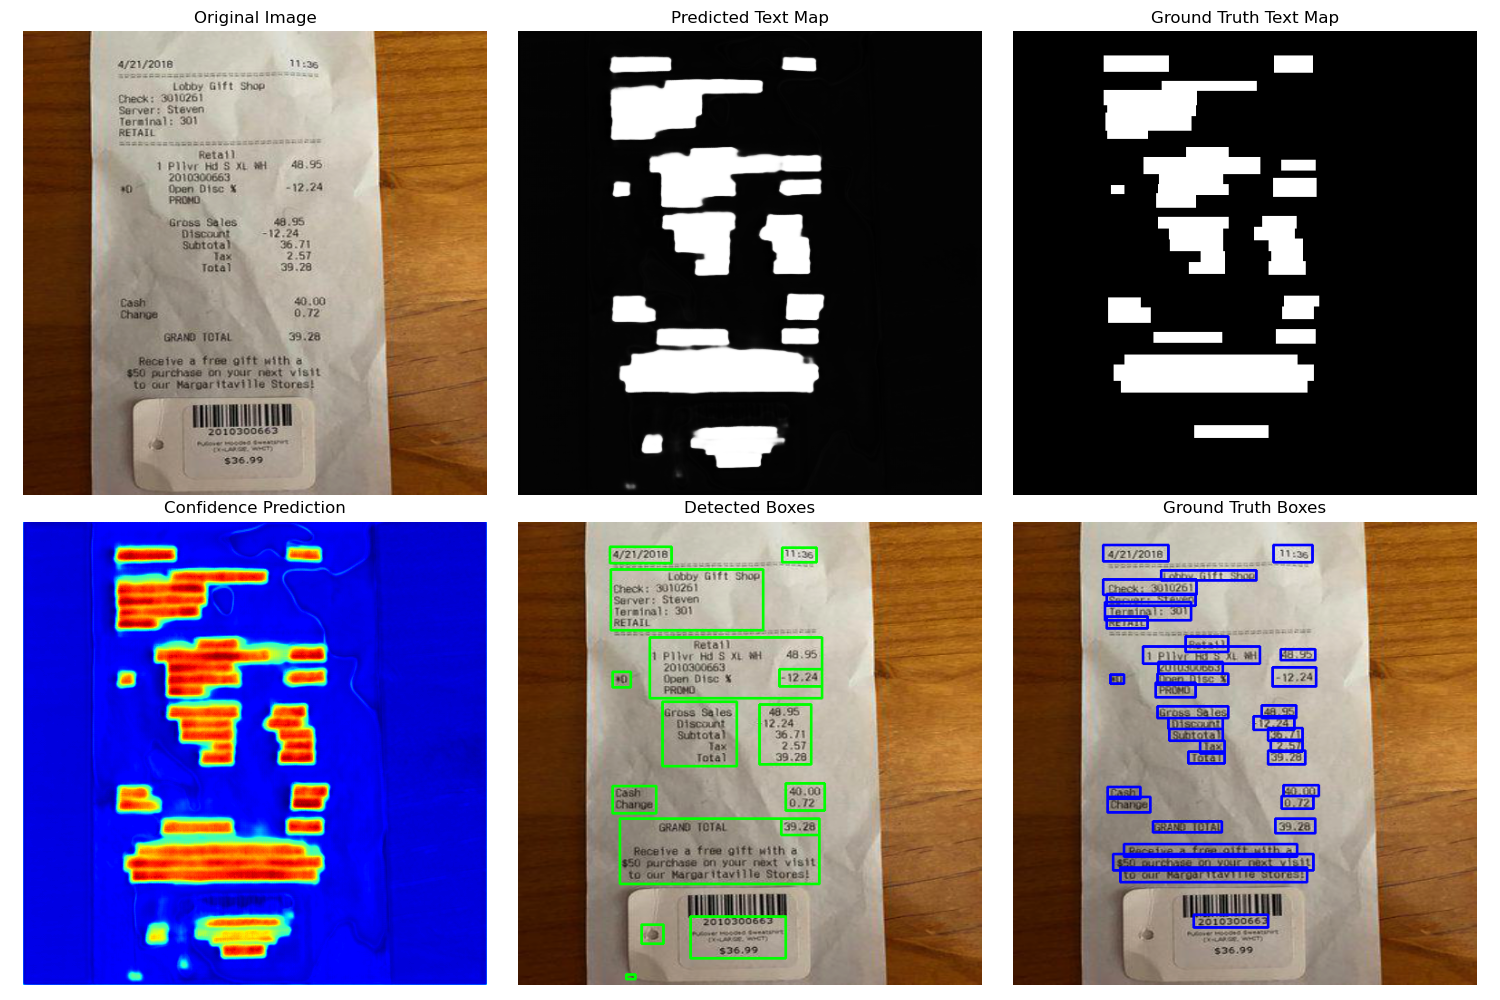 Original Image
4/21/2018 11:36
Lobby Gift Shop
Check: 3010261
Server: Steven
Terminal: 301
RETAIL
Retail
1 Pllvr Hd S XL WH 48.95
2010300663
*D Open Disc % -12.24
PROMO
Gross Sales 48.95
Discount -12.24
Subtotal 36.71
Tax 2.57
Total 39.28
Cash 40.00
Change 0.72
GRAND TOTAL 39.28
Receive a free gift with a
$50 purchase on your next visit
to our Margaritaville Stores!
2010300663
Pullover Hooded Sweatshirt
(X-LARGE, WHIT)
$36.99
Predicted Text Map
Ground Truth Text Map
Confidence Prediction
Detected Boxes
4/21/2018 11:36
Lobby Gift Shop
Check: 3010261
Server: Steven
Terminal: 301
RETAIL
Retail
1 Pllvr Hd S XL WH 48.95
2010300663
*D Open Disc % -12.24
PROMO
Gross Sales 48.95
Discount 12.24
Subtotal 36.71
Tax 2.57
Total 39.28
Cash 40.00
Change 0.72
GRAND TOTAL 39.28
Receive a free gift with a
$50 purchase on your next visit
to our Margaritaville Stores!
2010300663
Pullover Hooded Sweatshirt
(X-LARGE, WHIT)
$36.99
Ground Truth Boxes
4/21/2018 11:36
Lobby Gift Shop
Check: 3010261
Server: Steven
Terminal: 301
RETAIL
Retail
1 Pllvr Hd S XL WH 48.95
2010300663
*D Open Disc % -12.24
PROMO
Gross Sales 48.95
Discount -12.24
Subtotal 36.71
Tax 2.57
Total 39.28
Cash 40.00
Change 0.72
GRAND TOTAL 39.28
Receive a free gift with a
$50 purchase on your next visit
to our Margaritaville Stores!
2010300663
Pullover Hooded Sweatshirt
(X-LARGE, WHIT)
$36.99